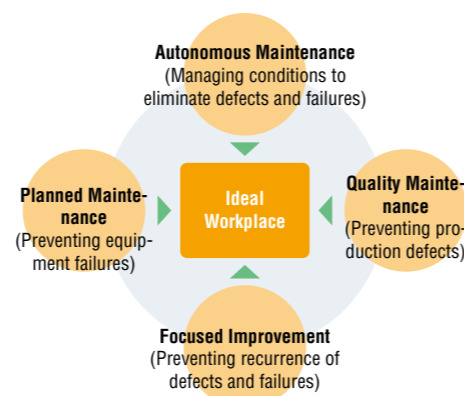 Autonomous Maintenance
(Managing conditions to
eliminate defects and failures)
Planned Mainte-
nance
(Preventing equip-
ment failures)
Ideal
Workplace
Quality Mainte-
nance
(Preventing pro-
duction defects)
Focused Improvement
(Preventing recurrence of
defects and failures)